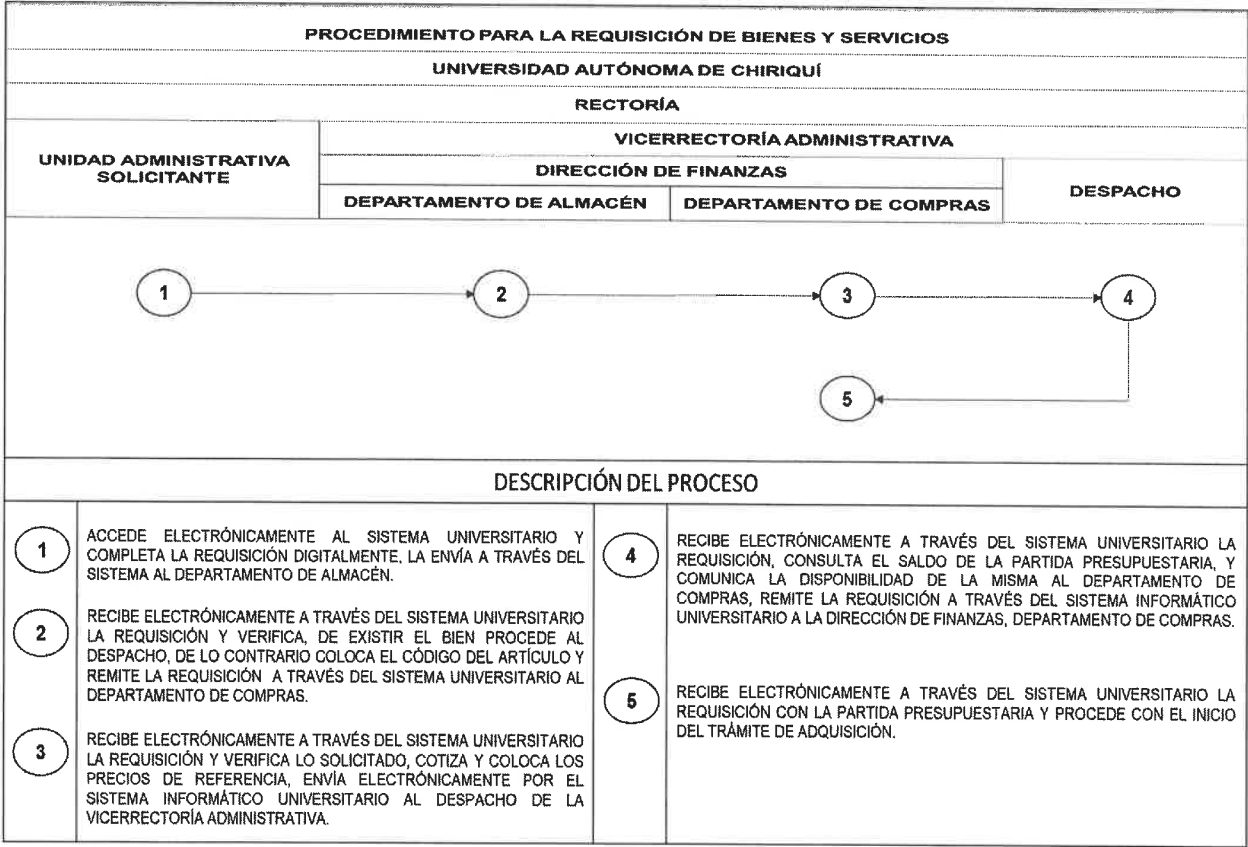 PROCEDIMIENTO PARA LA REQUISICIÓN DE BIENES Y SERVICIOS
UNIVERSIDAD AUTÓNOMA DE CHIRIQUÍ
RECTORÍA
UNIDAD ADMINISTRATIVA
SOLICITANTE
VICERRECTORÍA ADMINISTRATIVA
DIRECCIÓN DE FINANZAS
DEPARTAMENTO DE ALMACÉN
DEPARTAMENTO DE COMPRAS
DESPACHO
1
2
3
4
5
DESCRIPCIÓN DEL PROCESO
1
ACCEDE ELECTRÓNICAMENTE AL SISTEMA UNIVERSITARIO Y
COMPLETA LA REQUISICIÓN DIGITALMENTE, LA ENVÍA A TRAVÉS DEL
SISTEMA AL DEPARTAMENTO DE ALMACÉN.
2
RECIBE ELECTRÓNICAMENTE A TRAVÉS DEL SISTEMA UNIVERSITARIO
LA REQUISICIÓN Y VERIFICA, DE EXISTIR EL BIEN PROCEDE AL
DESPACHO, DE LO CONTRARIO COLOCA EL CÓDIGO DEL ARTÍCULO Y
REMITE LA REQUISICIÓN A TRAVÉS DEL SISTEMA UNIVERSITARIO AL
DEPARTAMENTO DE COMPRAS.
3
RECIBE ELECTRÓNICAMENTE A TRAVÉS DEL SISTEMA UNIVERSITARIO
LA REQUISICIÓN Y VERIFICA LO SOLICITADO, COTIZA Y COLOCA LOS
PRECIOS DE REFERENCIA, ENVÍA ELECTRÓNICAMENTE POR EL
SISTEMA INFORMÁTICO UNIVERSITARIO AL DESPACHO DE LA
VICERRECTORÍA ADMINISTRATIVA.
4
RECIBE ELECTRÓNICAMENTE A TRAVÉS DEL SISTEMA UNIVERSITARIO LA
REQUISICIÓN, CONSULTA EL SALDO DE LA PARTIDA PRESUPUESTARIA, Y
COMUNICA LA DISPONIBILIDAD DE LA MISMA AL DEPARTAMENTO DE
COMPRAS, REMITE LA REQUISICIÓN A TRAVÉS DEL SISTEMA INFORMÁTICO
UNIVERSITARIO A LA DIRECCIÓN DE FINANZAS, DEPARTAMENTO DE COMPRAS.
5
RECIBE ELECTRÓNICAMENTE A TRAVÉS DEL SISTEMA UNIVERSITARIO LA
REQUISICIÓN CON LA PARTIDA PRESUPUESTARIA Y PROCEDE CON EL INICIO
DEL TRÁMITE DE ADQUISICIÓN.